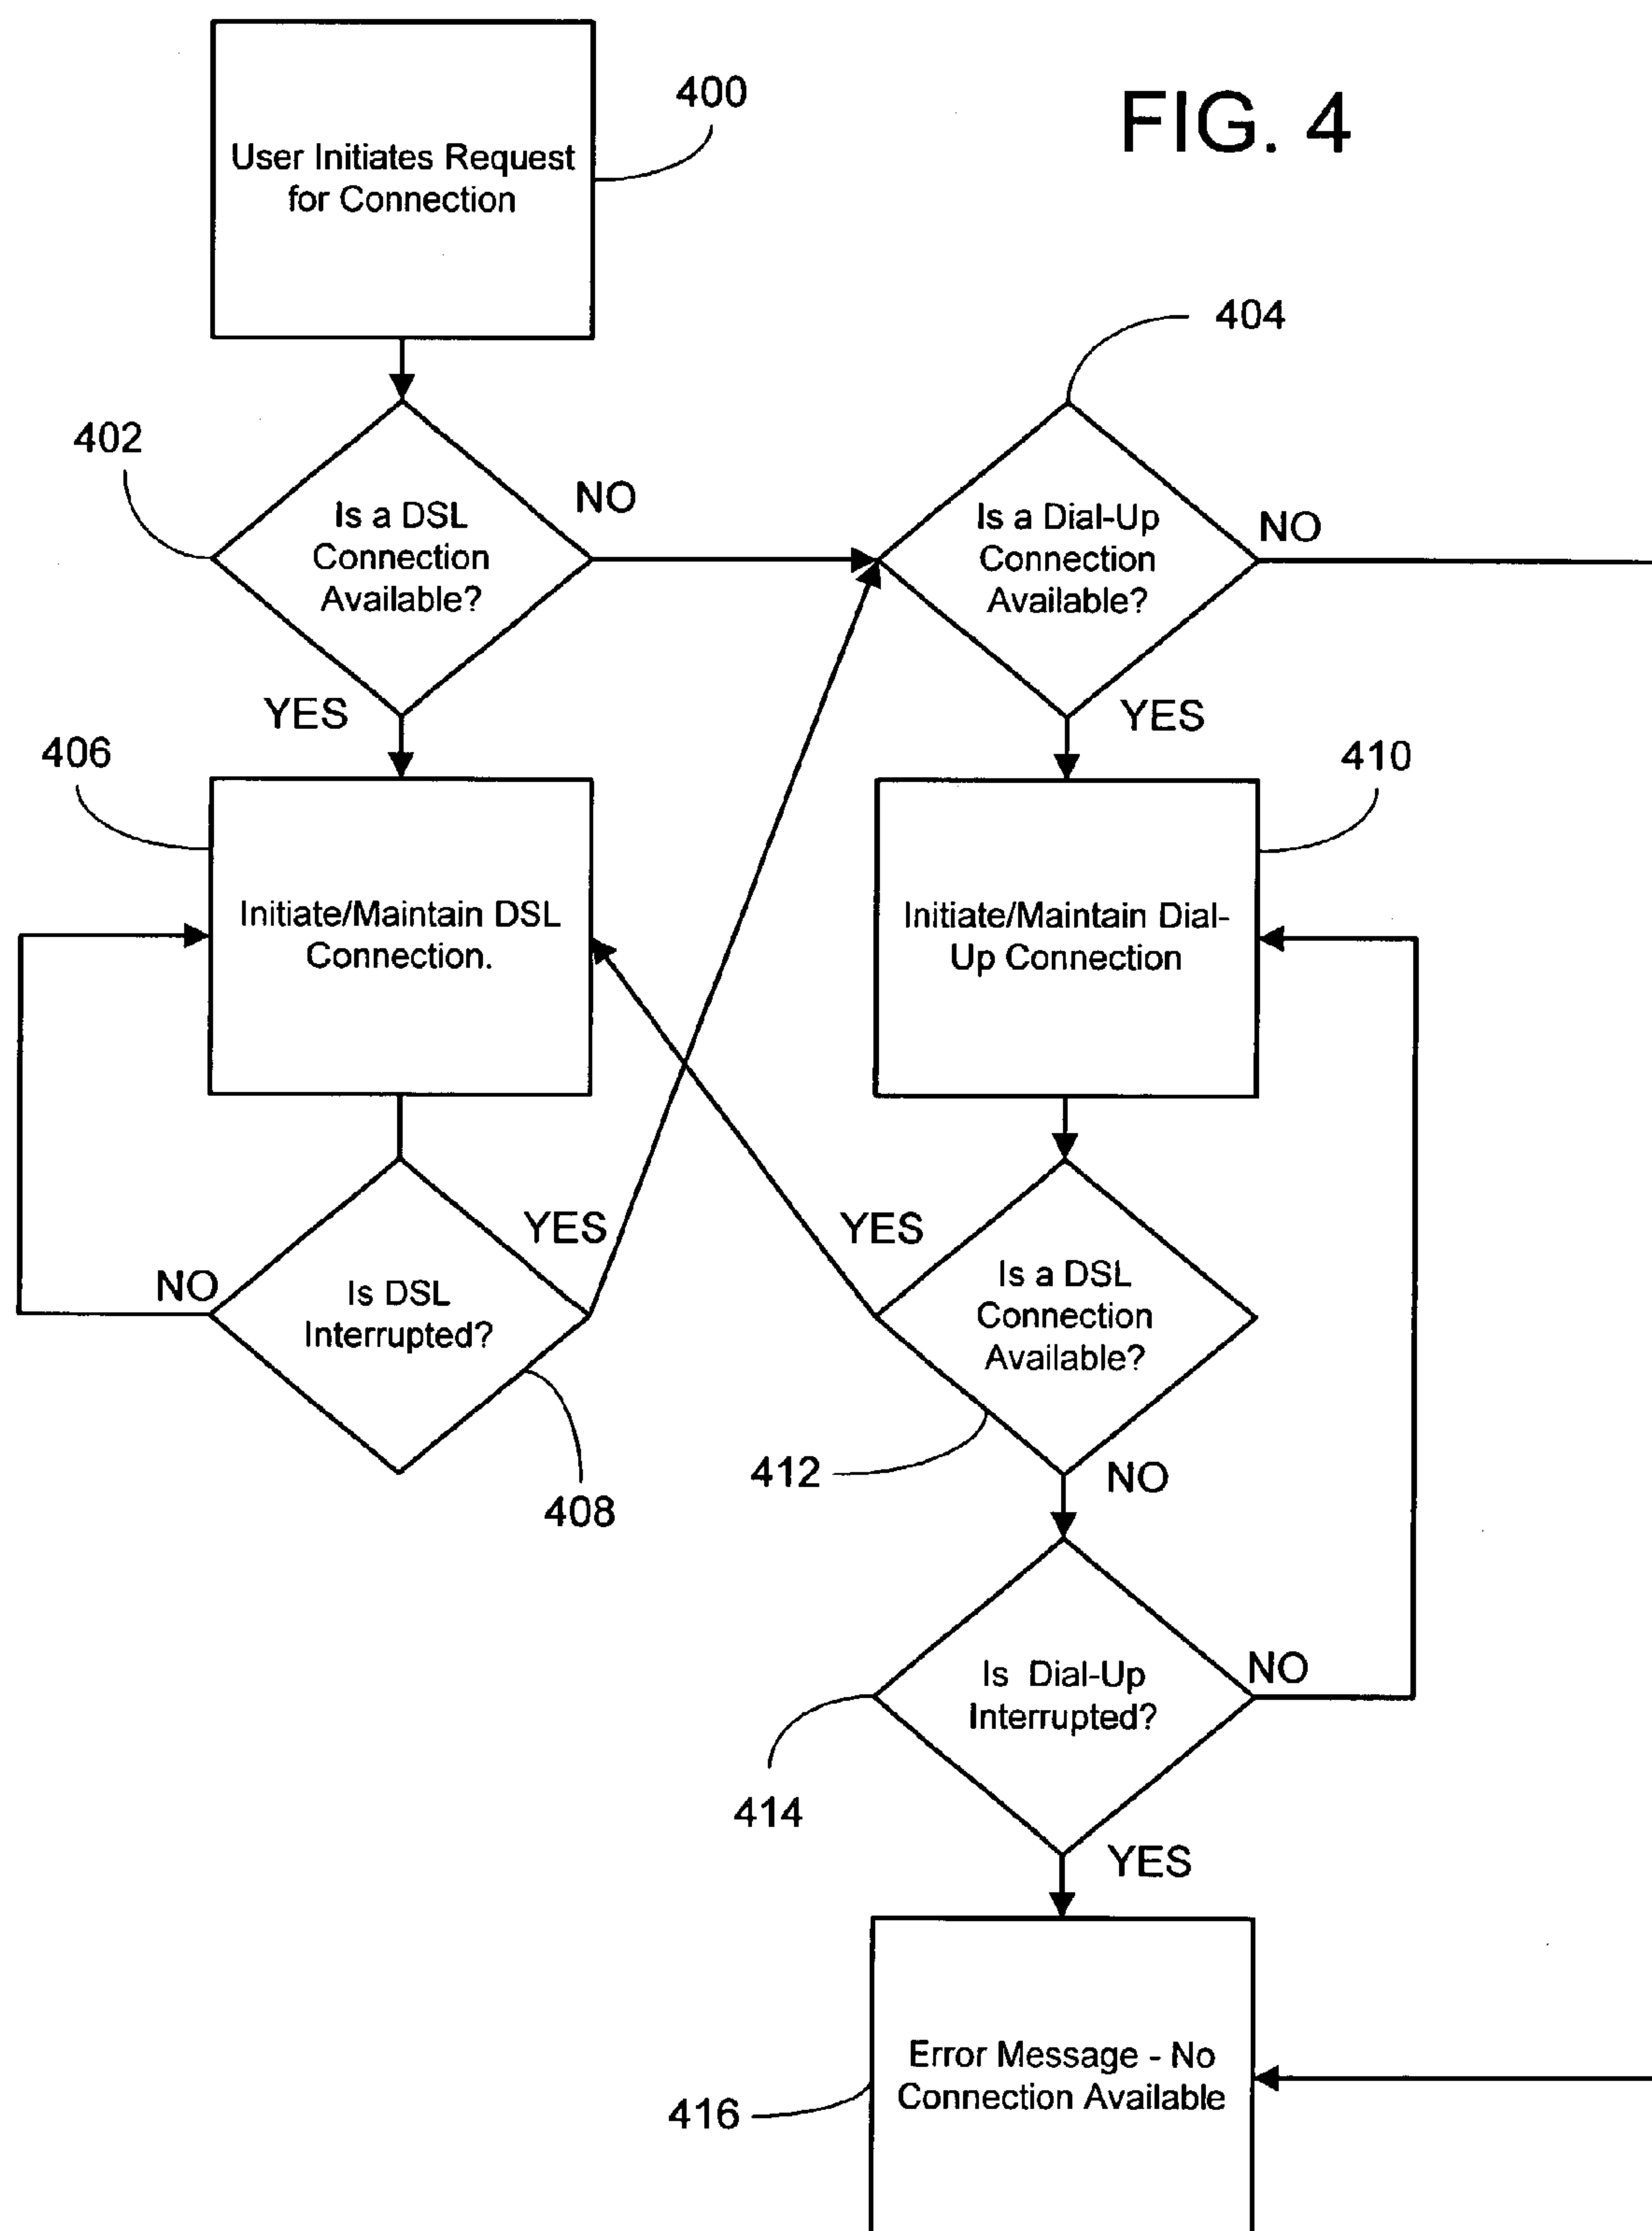 FIG. 4
400
User Initiates Request
for Connection
402
Is a DSL
Connection
Available?
NO
YES
404
Is a Dial-Up
Connection
Available?
NO
YES
406
Initiate/Maintain DSL
Connection.
410
Initiate/Maintain Dial-
Up Connection
NO
Is DSL
Interrupted?
YES
408
YES
Is a DSL
Connection
Available?
412
NO
Is Dial-Up
Interrupted?
NO
414
YES
Error Message - No
Connection Available
416